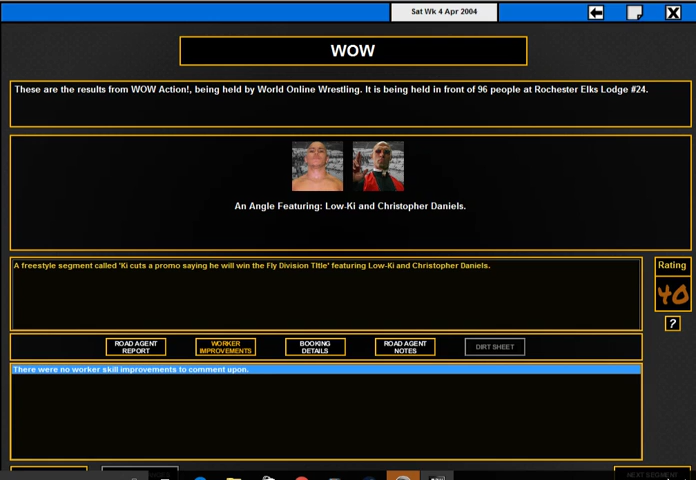 Sat Wk 4 Apr 2004
WOW
These are the results from WOW Action!, being held by World Online Wrestling. It is being held in front of 96 people at Rochester Elks Lodge #24.
An Angle Featuring: Low-Ki and Christopher Daniels.
A freestyle segment called 'Ki cuts a promo saying he will win the Fly Division TItle' featuring Low-Ki and Christopher Daniels.
Rating
40
?
ROAD AGENT REPORT
WORKER IMPROVEMENTS
BOOKING DETAILS
ROAD AGENT NOTES
DIRT SHEET
There were no worker skill improvements to comment upon.
NEXT SEGMENT